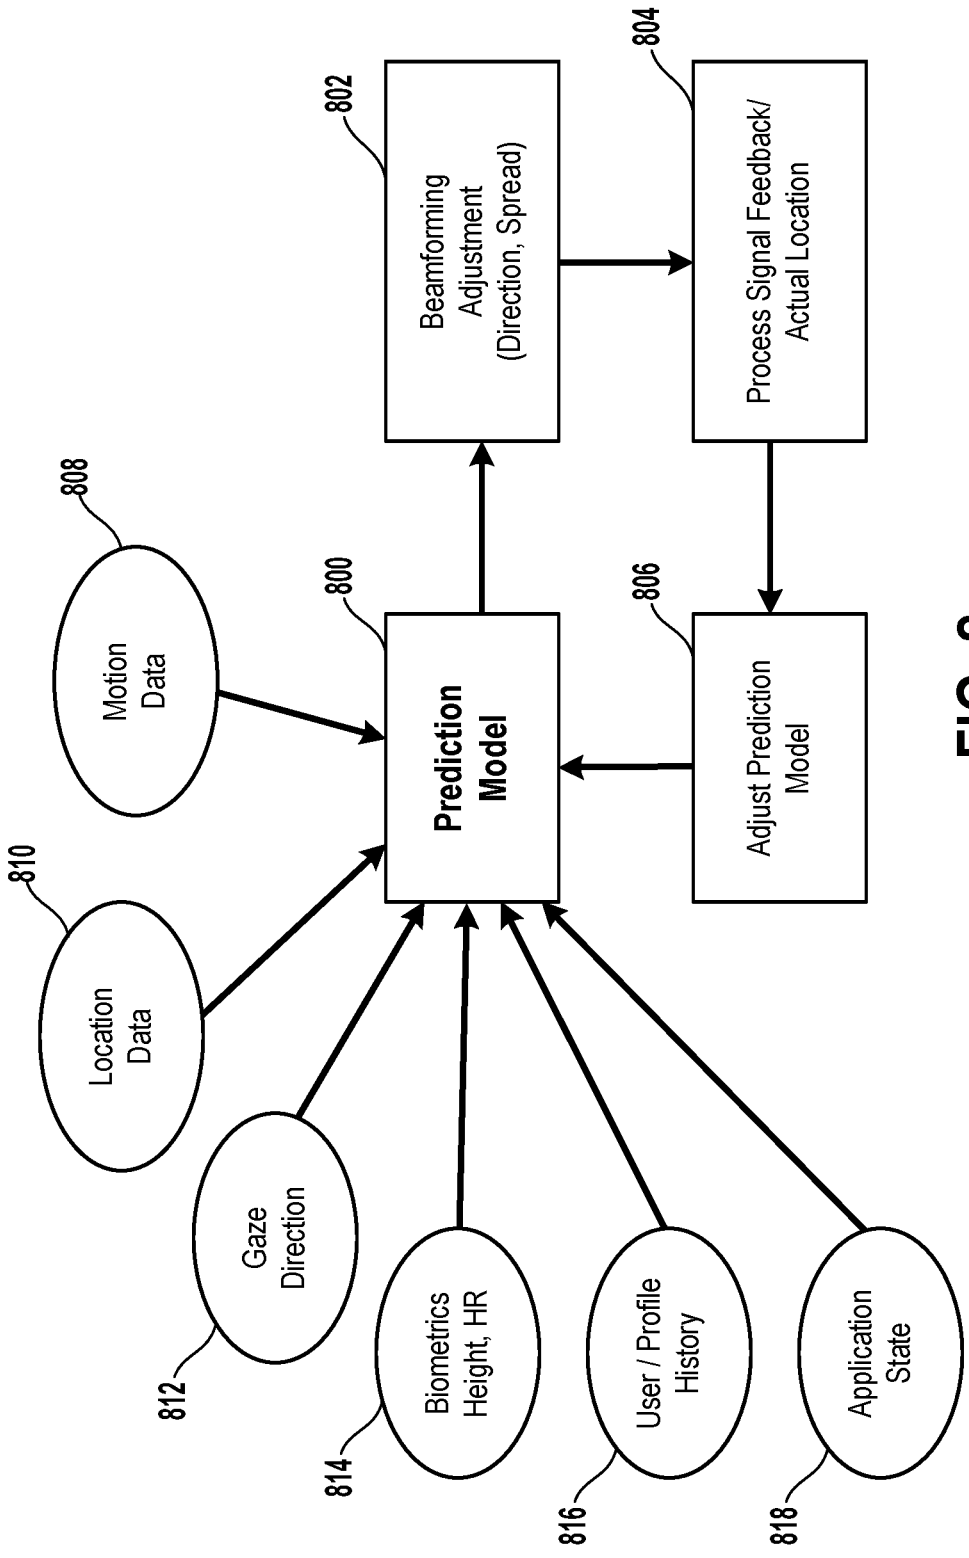 810
Location
Data
808
Motion
Data
812
Gaze
Direction
814
Biometrics
Height, HR
816
User / Profile
History
818
Application
State
800
Prediction
Model
802
Beamforming
Adjustment
(Direction, Spread)
806
Adjust Prediction
Model
804
Process Signal Feedback/
Actual Location
FIG.